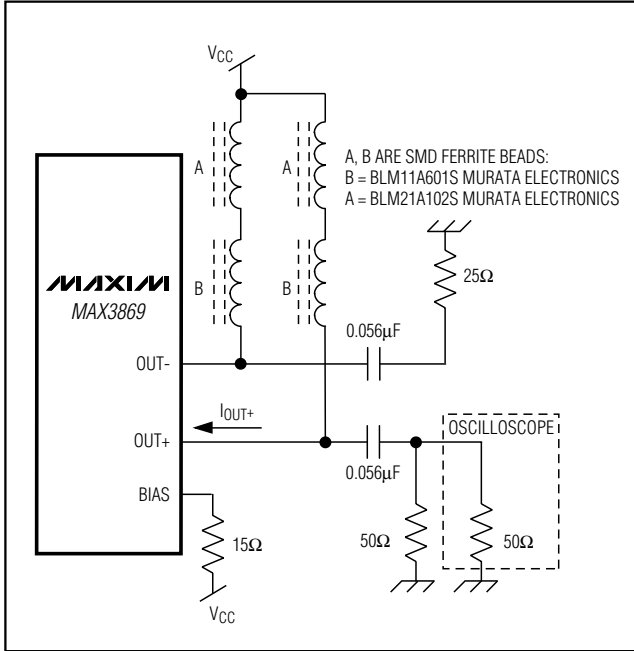 VCC
A
A
A, B ARE SMD FERRITE BEADS:
B = BLM11A601S MURATA ELECTRONICS
A = BLM21A102S MURATA ELECTRONICS
25Ω
MAXIM
MAX3869
B
B
0.056µF
OUT-
IOUT+
OUT+
OSCILLOSCOPE
0.056µF
BIAS
15Ω
50Ω
50Ω
VCC